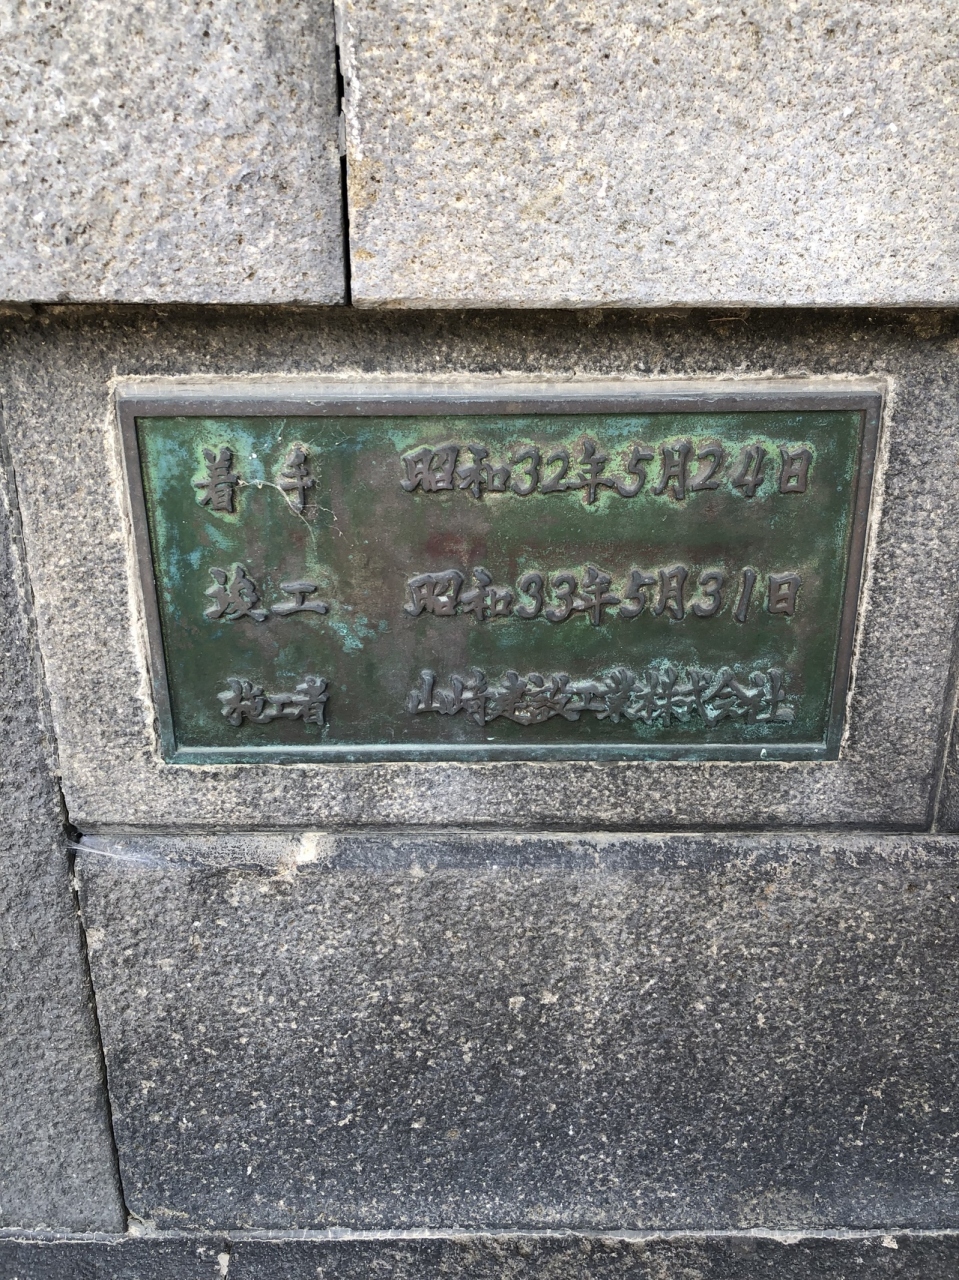 着手 昭和32年5月24日
竣工 昭和33年5月31日
施工者 山崎建設工業株式会社